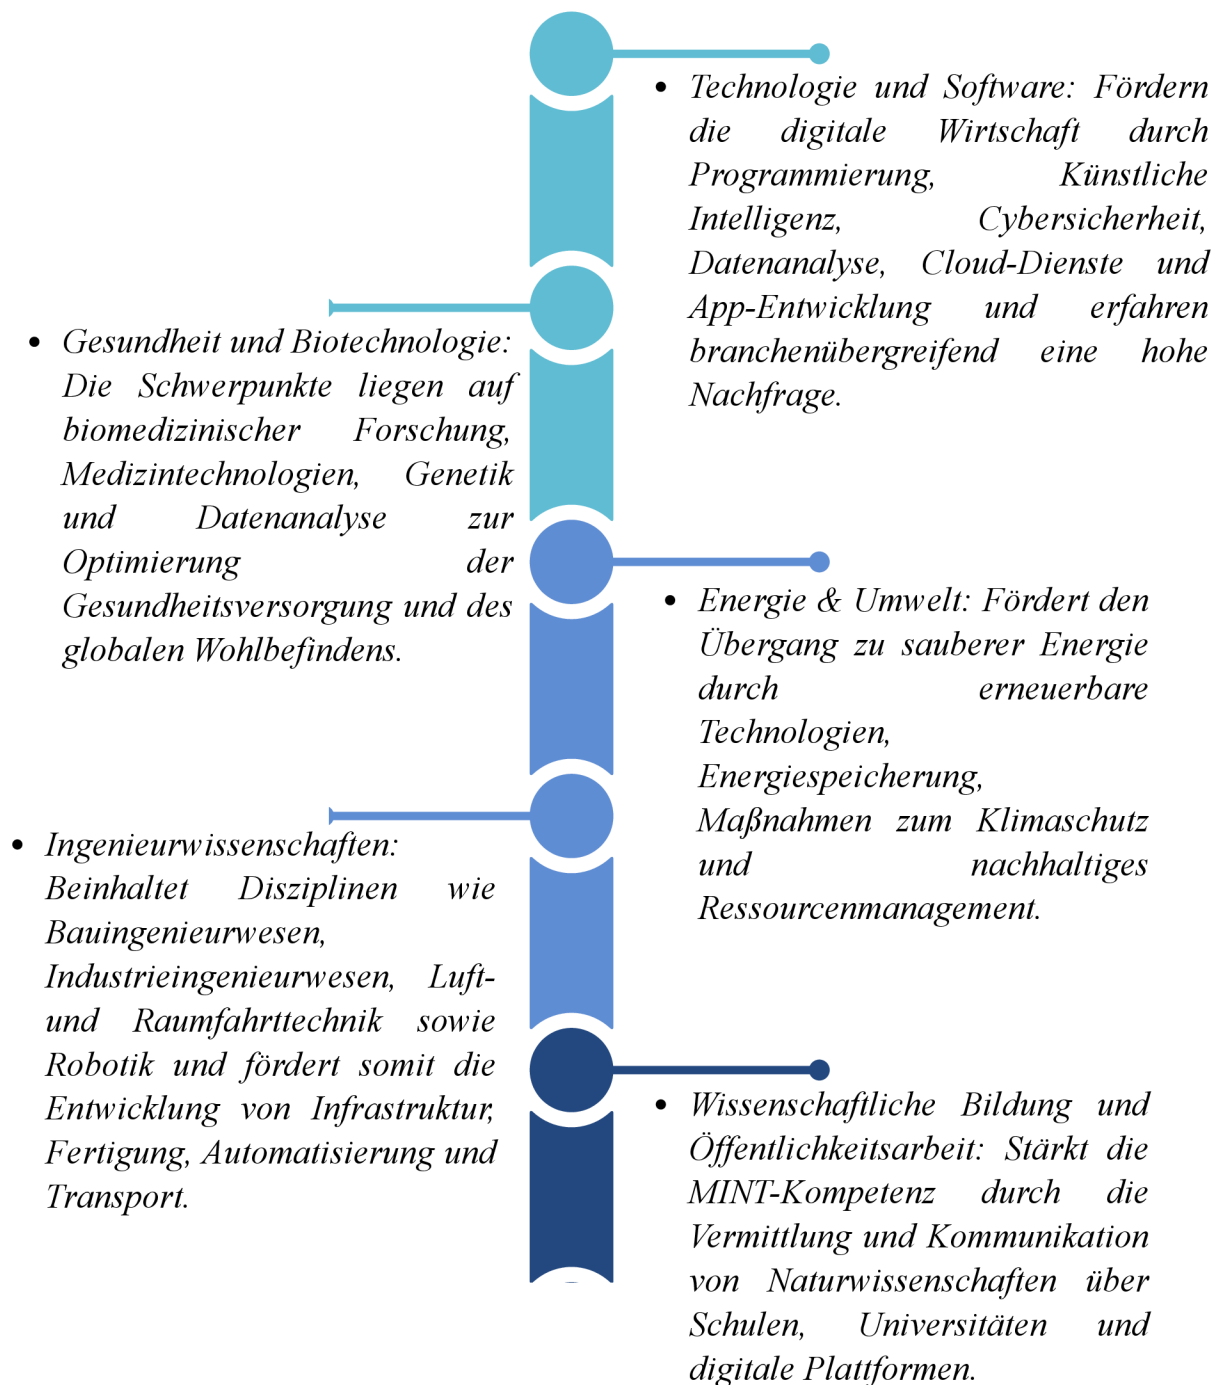 • Technologie und Software: Fördern
die digitale Wirtschaft durch
Programmierung, Künstliche
Intelligenz, Cybersicherheit,
Datenanalyse, Cloud-Dienste und
App-Entwicklung und erfahren
branchenübergreifend eine hohe
Nachfrage.
• Gesundheit und Biotechnologie:
Die Schwerpunkte liegen auf
biomedizinischer Forschung,
Medizintechnologien, Genetik
und Datenanalyse zur
Optimierung der
Gesundheitsversorgung und des
globalen Wohlbefindens.
• Energie & Umwelt: Fördert den
Übergang zu sauberer Energie
durch erneuerbare
Technologien,
Energiespeicherung,
Maßnahmen zum Klimaschutz
und nachhaltiges
Ressourcenmanagement.
• Ingenieurwissenschaften:
Beinhaltet Disziplinen wie
Bauingenieurwesen,
Industrieingenieurwesen, Luft-
und Raumfahrttechnik sowie
Robotik und fördert somit die
Entwicklung von Infrastruktur,
Fertigung, Automatisierung und
Transport.
• Wissenschaftliche Bildung und
Öffentlichkeitsarbeit: Stärkt die
MINT-Kompetenz durch die
Vermittlung und Kommunikation
von Naturwissenschaften über
Schulen, Universitäten und
digitale Plattformen.